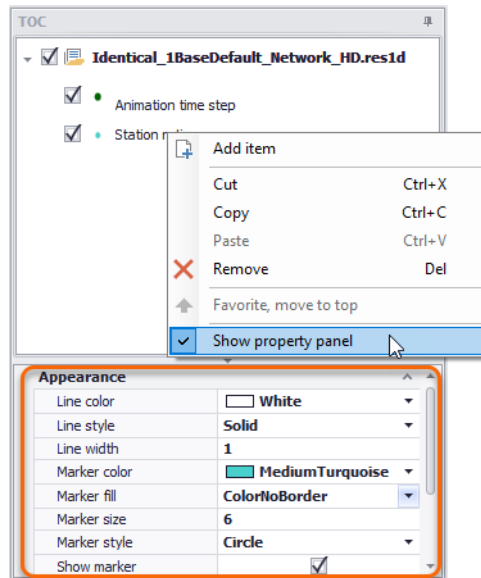 TOC
Identical_1BaseDefault_Network_HD.res1d
Animation time step
Station
Add item
Cut Ctrl+X
Copy Ctrl+C
Paste Ctrl+V
Remove Del
Favorite, move to top
Show property panel
Appearance
Line color White
Line style Solid
Line width 1
Marker color MediumTurquoise
Marker fill ColorNoBorder
Marker size 6
Marker style Circle
Show marker